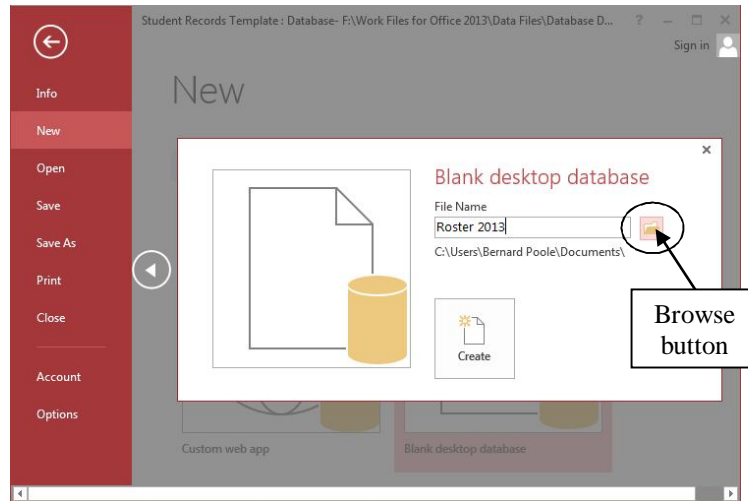 Student Records Template : Database- F:\Work Files for Office 2013\Data Files\Database D... ?
Sign in
Info
New
Open
Save
Save As
Print
Close
Account
Options
New
Blank desktop database
File Name
Roster 2013
C:\Users\Bernard Poole\Documents\
Create
Browse
button
Custom web app
Blank desktop database